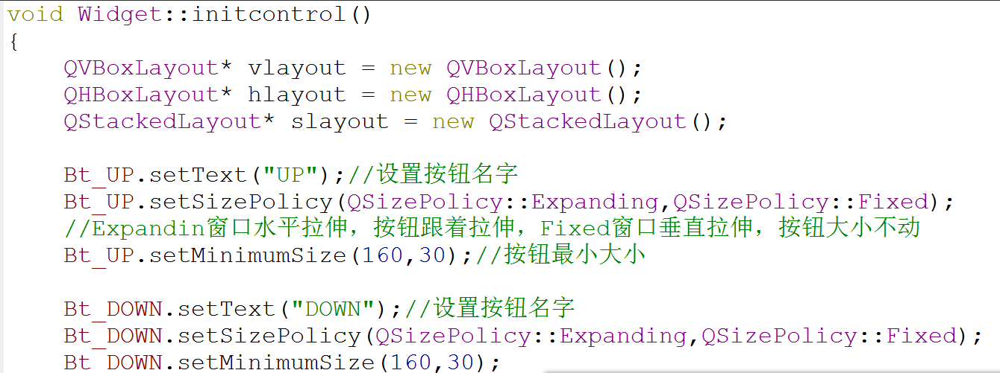 void Widget::initcontrol()
{
QVBoxLayout* vlayout = new QVBoxLayout();
QHBoxLayout* hlayout = new QHBoxLayout();
QStackedLayout* slayout = new QStackedLayout();
Bt_UP.setText("UP");//设置按钮名字
Bt_UP.setSizePolicy(QSizePolicy::Expanding,QSizePolicy::Fixed);
//Expandin窗口水平拉伸，按钮跟着拉伸，Fixed窗口垂直拉伸，按钮大小不动
Bt_UP.setMinimumSize(160,30);//按钮最小大小
Bt_DOWN.setText("DOWN");//设置按钮名字
Bt_DOWN.setSizePolicy(QSizePolicy::Expanding,QSizePolicy::Fixed);
Bt_DOWN.setMinimumSize(160,30);